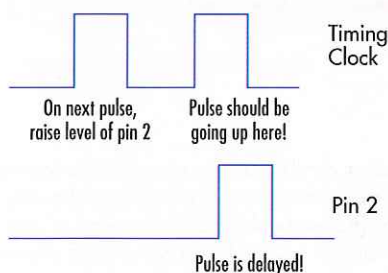 Timing
Clock
On next pulse,
raise level of pin 2
Pulse should be
going up here!
Pin 2
Pulse is delayed!